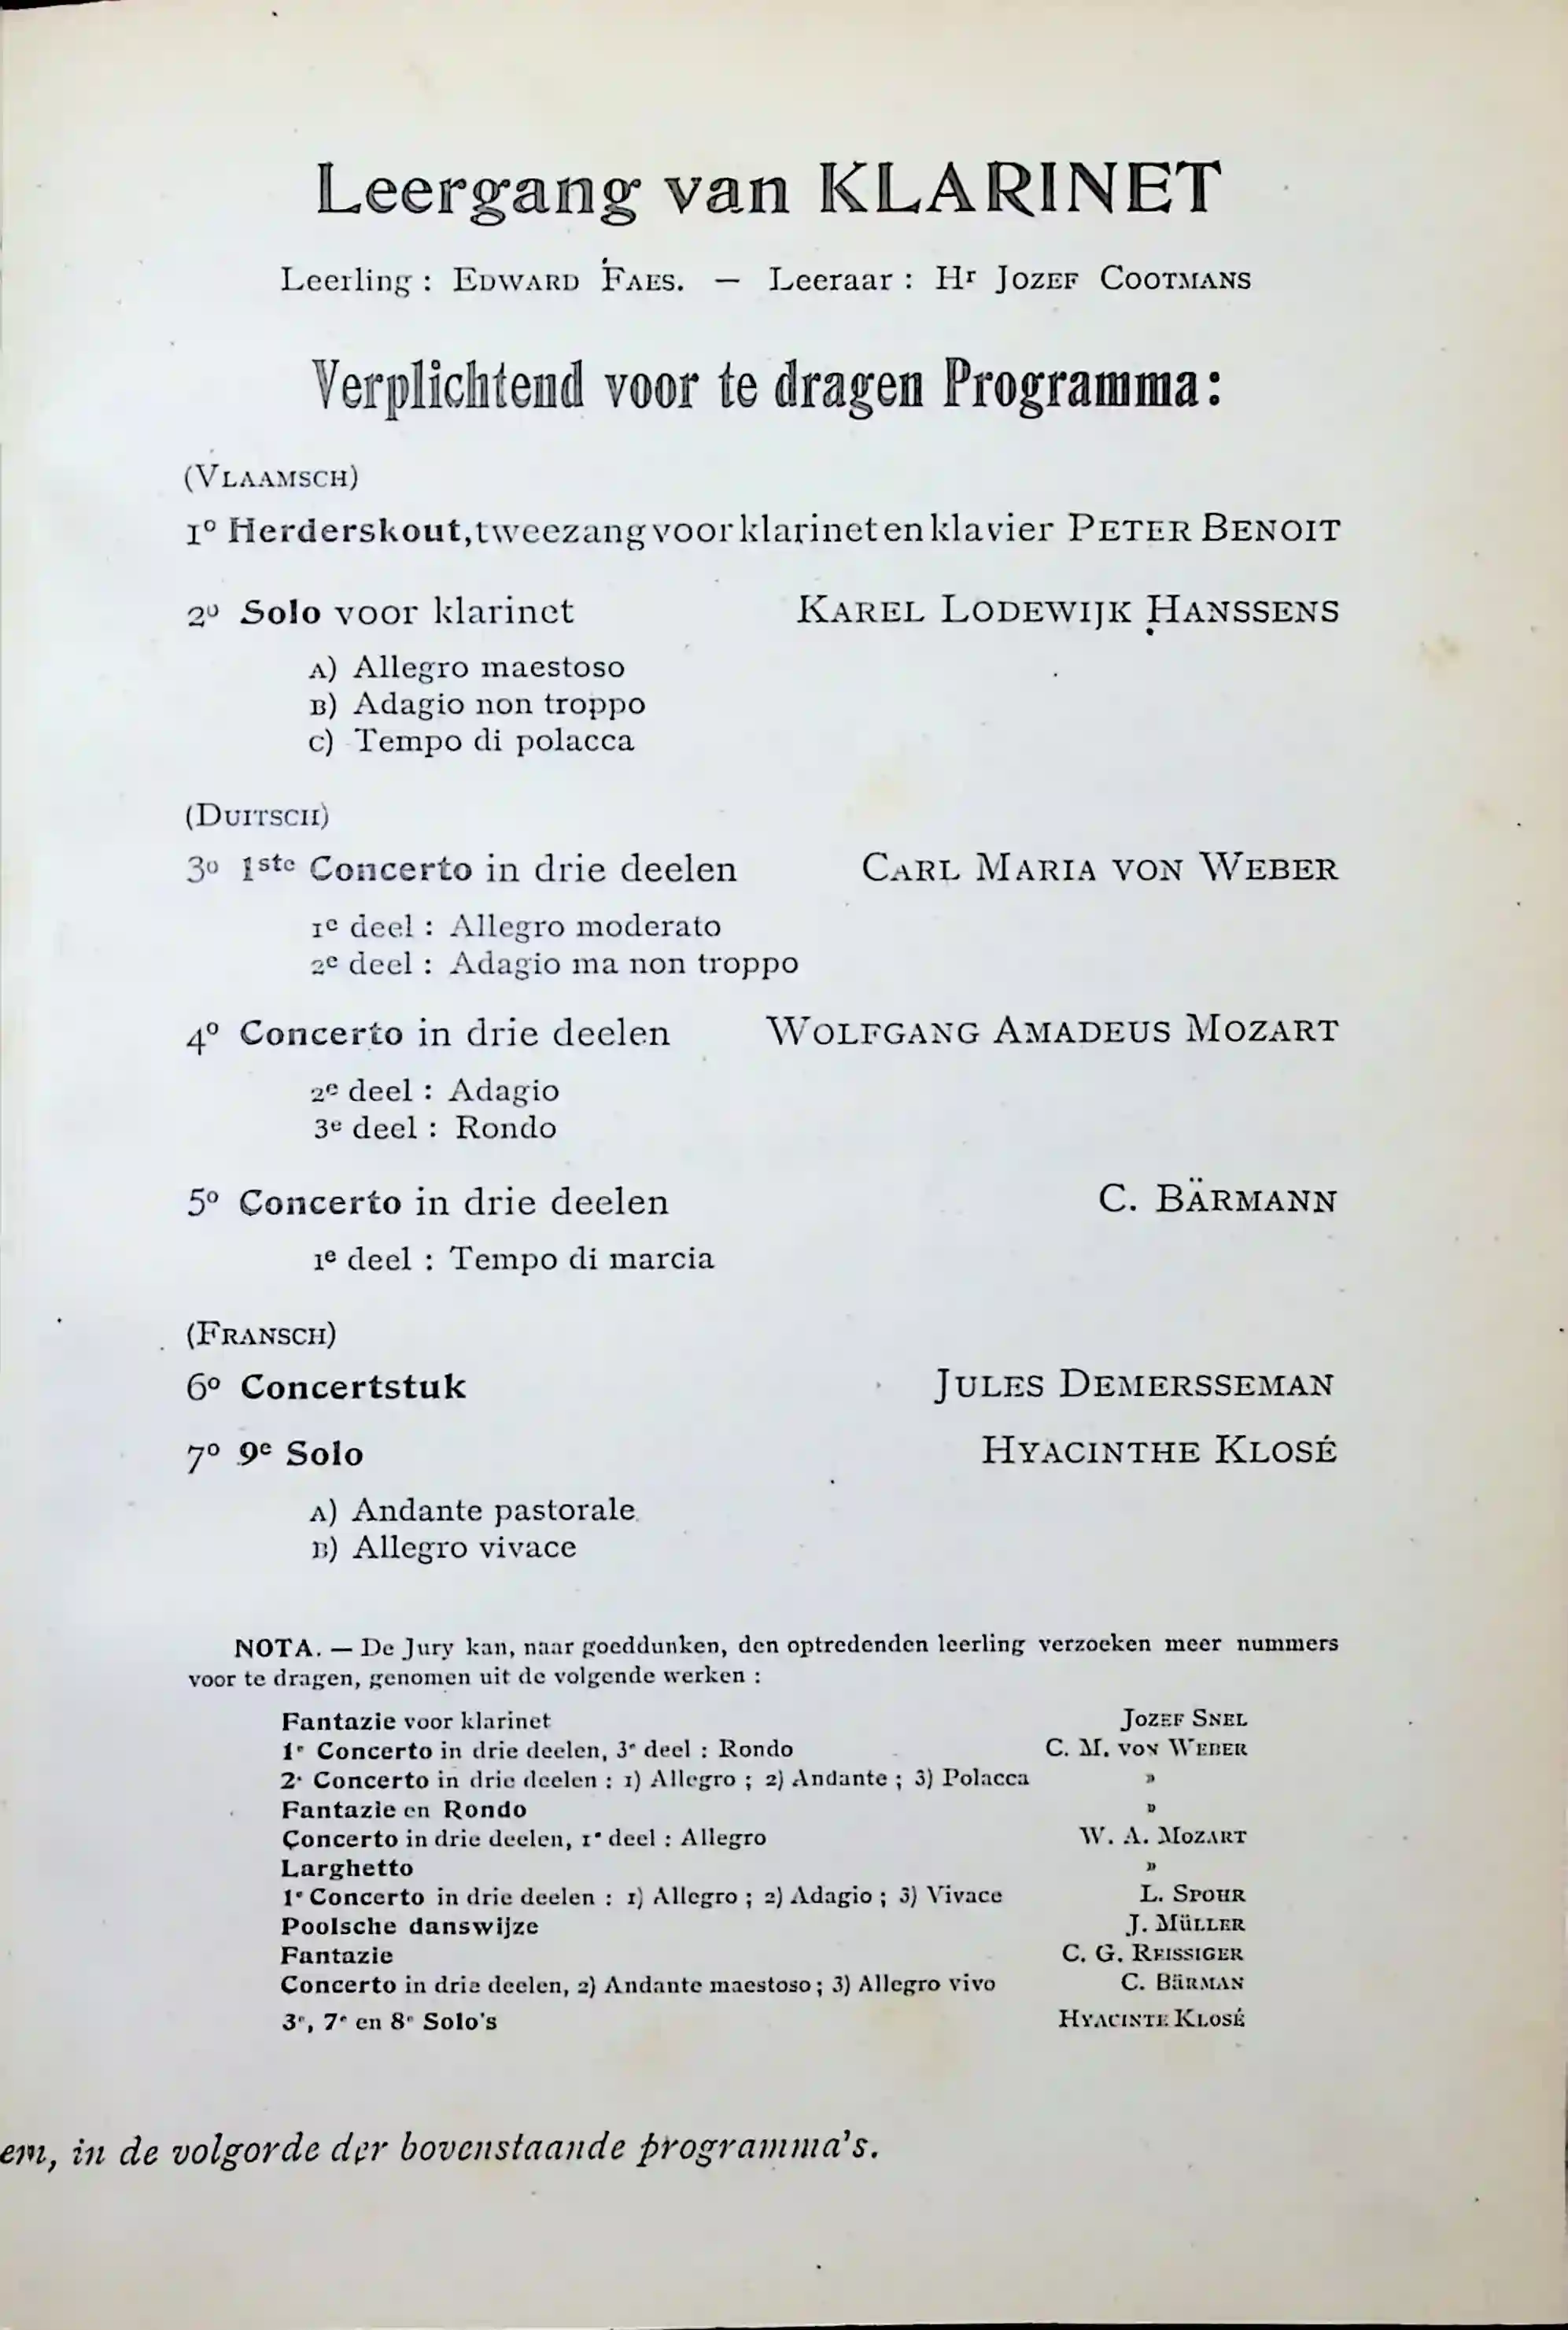 Leergang van KLARINET
Leerling : EDWARD FAES. — Leeraar : Hr JOZEF COOTMANS
Verplichtend voor te dragen Programma :
(VLAAMSCH)
1o Herderskout, tweezang voor klarinet en klavier PETER BENOIT
2o Solo voor klarinet KAREL LODEWIJK HANSSENS
A) Allegro maestoso
B) Adagio non troppo
C) Tempo di polacca
(DUITSCH)
3o 1ste Concerto in drie deelen CARL MARIA VON WEBER
1e deel : Allegro moderato
2e deel : Adagio ma non troppo
4o Concerto in drie deelen WOLFGANG AMADEUS MOZART
2e deel : Adagio
3e deel : Rondo
5o Concerto in drie deelen C. BÄRMANN
1e deel : Tempo di marcia
(FRANSCH)
6o Concertstuk JULES DEMERSSEMAN
7o 9e Solo HYACINTHE KLOSÉ
A) Andante pastorale
B) Allegro vivace
NOTA. — De Jury kan, naar goeddunken, den optredenden leerling verzoeken meer nummers
voor te dragen, genomen uit de volgende werken :
Fantazie voor klarinet JOZEF SNEL
1e Concerto in drie deelen, 3e deel : Rondo C. M. VON WEBER
2e Concerto in drie deelen : 1) Allegro ; 2) Andante ; 3) Polacca »
Fantazie en Rondo »
Concerto in drie deelen, 1e deel : Allegro W. A. MOZART
Larghetto »
1e Concerto in drie deelen : 1) Allegro ; 2) Adagio ; 3) Vivace L. SPOHR
Poolsche danswijze J. MÜLLER
Fantazie C. G. REISSIGER
Concerto in drie deelen, 2) Andante maestoso ; 3) Allegro vivo C. BÄRMAN
3e, 7e en 8e Solo's HYACINTE KLOSÉ
em, in de volgorde der bovenstaande programma's.